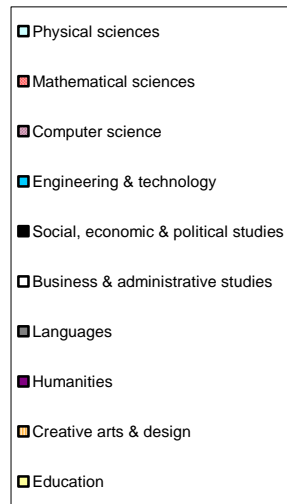 Physical sciences
Mathematical sciences
Computer science
Engineering & technology
Social, economic & political studies
Business & administrative studies
Languages
Humanities
Creative arts & design
Education